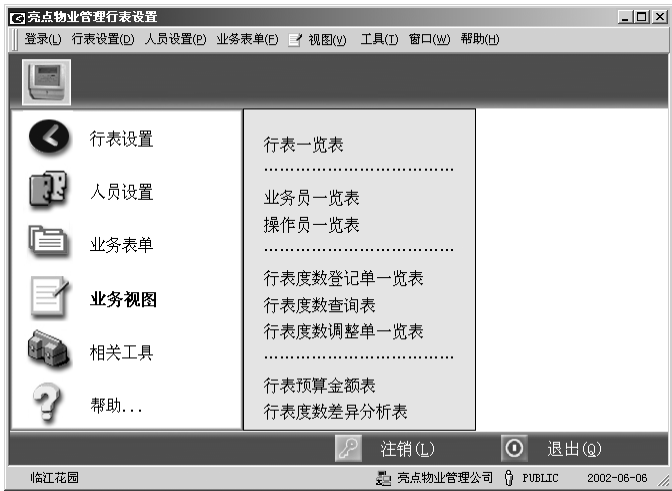 亮点物业管理行表设置
登录(L) 行表设置(D) 人员设置(P) 业务表单(F) 视图(V) 工具(T) 窗口(W) 帮助(H)
行表设置
人员设置
业务表单
业务视图
相关工具
帮助...
行表一览表
业务员一览表
操作员一览表
行表度数登记单一览表
行表度数查询表
行表度数调整单一览表
行表预算金额表
行表度数差异分析表
注销(L) 退出(Q)
临江花园 亮点物业管理公司 PUBLIC 2002-06-06